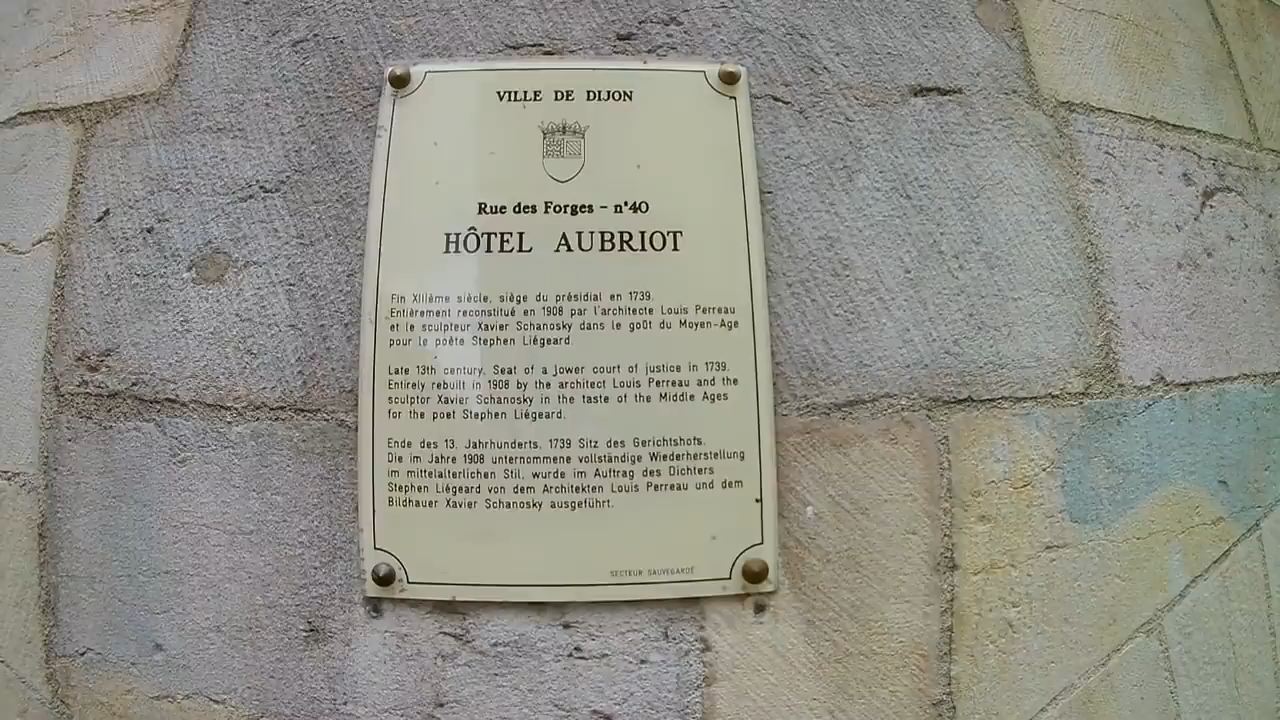 VILLE DE DIJON
Rue des Forges - n°40
HÔTEL AUBRIOT
Fin XIIIème siècle, siège du présidial en 1739.
Entièrement reconstitué en 1908 par l'architecte Louis Perreau
et le sculpteur Xavier Schanosky dans le goût du Moyen-Age
pour le poète Stephen Liégeard.
Late 13th century. Seat of a lower court of justice in 1739.
Entirely rebuilt in 1908 by the architect Louis Perreau and the
sculptor Xavier Schanosky in the taste of the Middle Ages
for the poet Stephen Liégeard.
Ende des 13. Jahrhunderts. 1739 Sitz des Gerichtshofs.
Die im Jahre 1908 unternommene vollständige Wiederherstellung
im mittelalterlichen Stil, wurde im Auftrag des Dichters
Stephen Liégeard von dem Architekten Louis Perreau und dem
Bildhauer Xavier Schanosky ausgeführt.
SECTEUR SAUVEGARDÉ